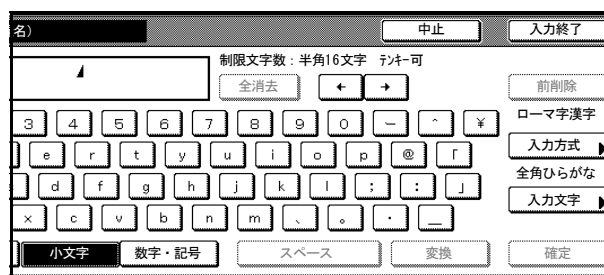 名） 中止 入力終了
制限文字数：半角16文字 ﾃﾝｷｰ可
全消去 ← → 前削除
3 4 5 6 7 8 9 0 － ＾ ￥ ローマ字漢字
e r t y u i o p @ 「 入力方式
d f g h j k l ; : 」 全角ひらがな
入力文字
x c v b n m 、 。 ・ ＿
小文字 数字・記号 スペース 変換 確定